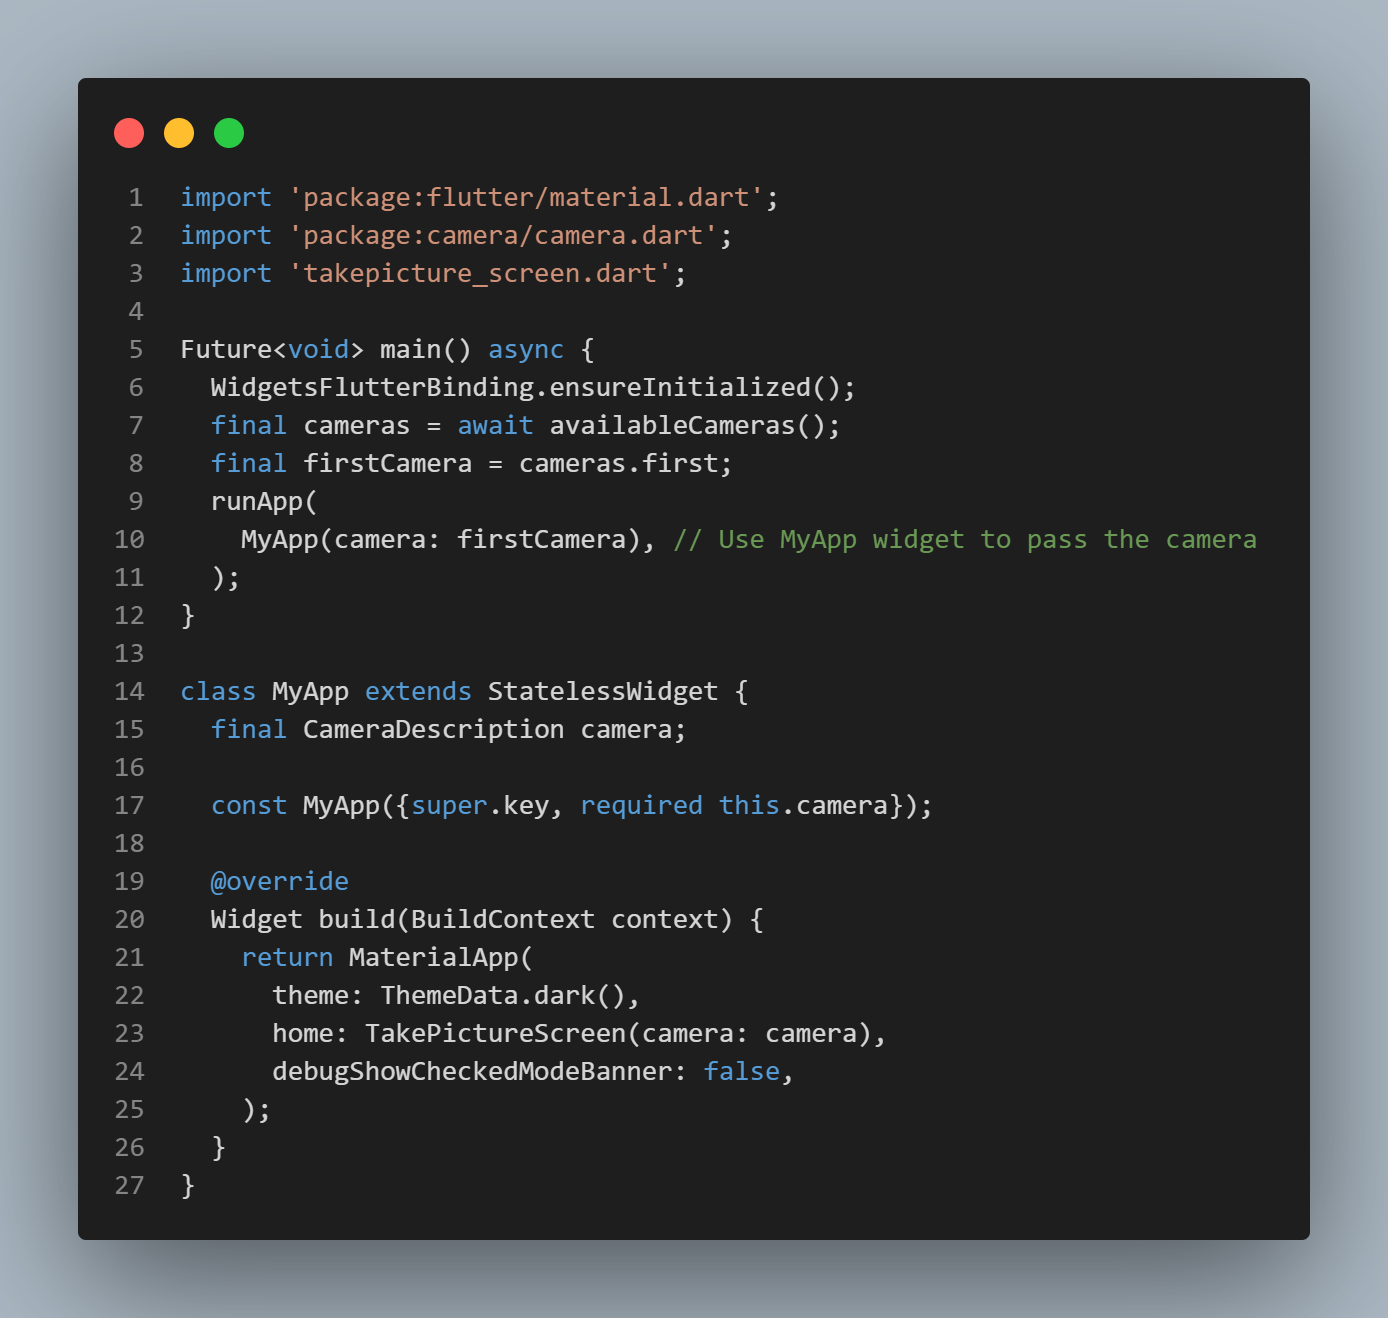 1 import 'package:flutter/material.dart';
2 import 'package:camera/camera.dart';
3 import 'takepicture_screen.dart';
4
5 Future<void> main() async {
6   WidgetsFlutterBinding.ensureInitialized();
7   final cameras = await availableCameras();
8   final firstCamera = cameras.first;
9   runApp(
10     MyApp(camera: firstCamera), // Use MyApp widget to pass the camera
11   );
12 }
13
14 class MyApp extends StatelessWidget {
15   final CameraDescription camera;
16
17   const MyApp({super.key, required this.camera});
18
19   @override
20   Widget build(BuildContext context) {
21     return MaterialApp(
22       theme: ThemeData.dark(),
23       home: TakePictureScreen(camera: camera),
24       debugShowCheckedModeBanner: false,
25     );
26   }
27 }